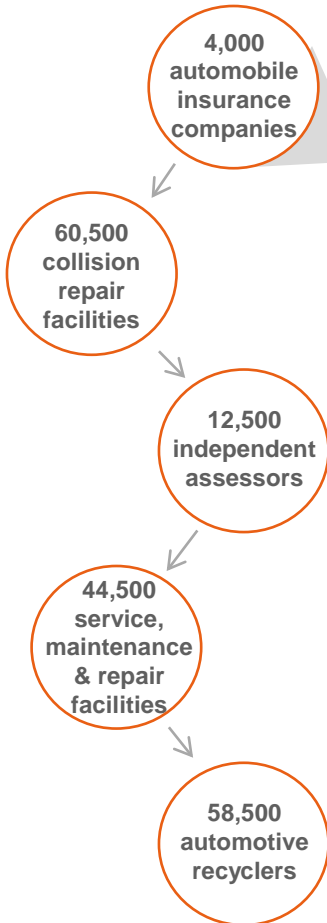 4,000
automobile
insurance
companies
60,500
collision
repair
facilities
12,500
independent
assessors
44,500
service,
maintenance
& repair
facilities
58,500
automotive
recyclers